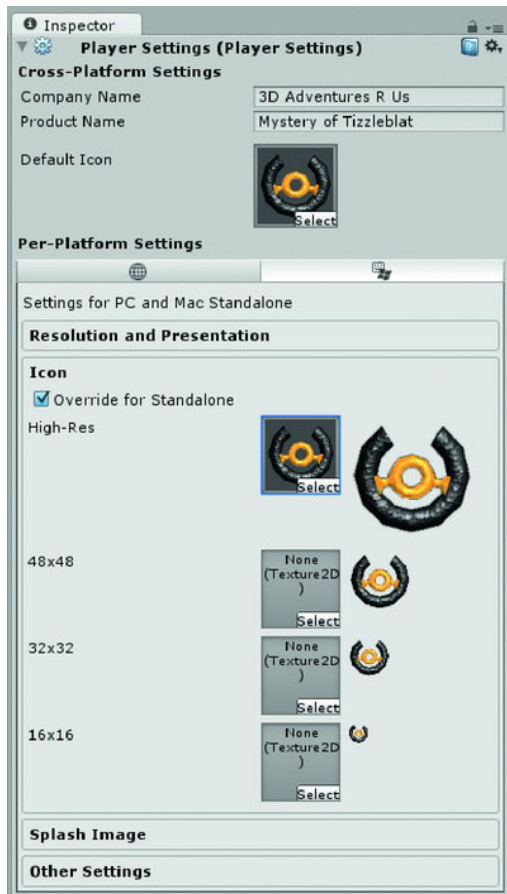 Inspector
Player Settings (Player Settings)
Cross-Platform Settings
Company Name 3D Adventures R Us
Product Name Mystery of Tizzleblat
Default Icon
Select
Per-Platform Settings
Settings for PC and Mac Standalone
Resolution and Presentation
Icon
Override for Standalone
High-Res
Select
48x48
None
(Texture2D
)
Select
32x32
None
(Texture2D
)
Select
16x16
None
(Texture2D
)
Select
Splash Image
Other Settings